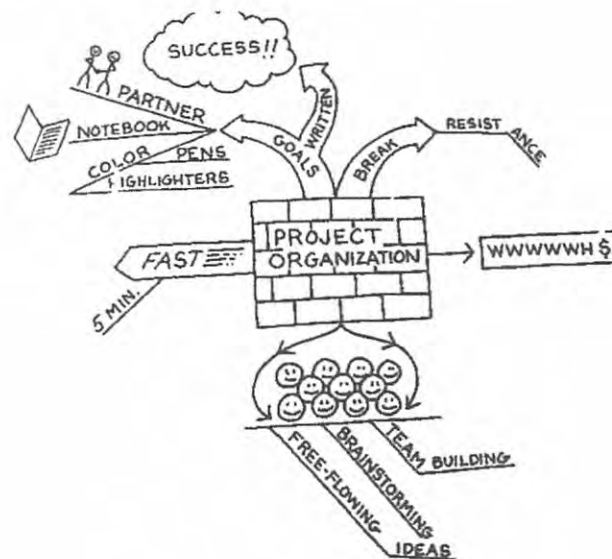 SUCCESS!!
PARTNER
NOTEBOOK
COLOR
PENS
HIGHLIGHTERS
GOALS
WRITTEN
BREAK
RESIST
ANCE
PROJECT
ORGANIZATION
FAST
5 MIN.
WWWWWH$
TEAM
BUILDING
BRAINSTORMING
FREE-FLOWING
IDEAS